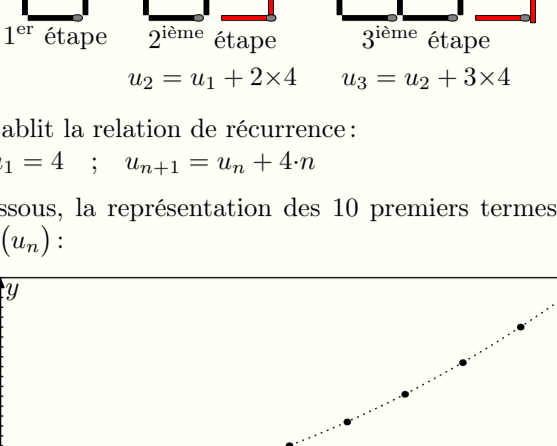 1er étape 2ième étape 3ième étape
u₂ = u₁ + 2×4 u₃ = u₂ + 3×4
ablit la relation de récurrence :
u₁ = 4 ; uₙ₊₁ = uₙ + 4·n
ssous, la représentation des 10 premiers termes
(uₙ) :
y